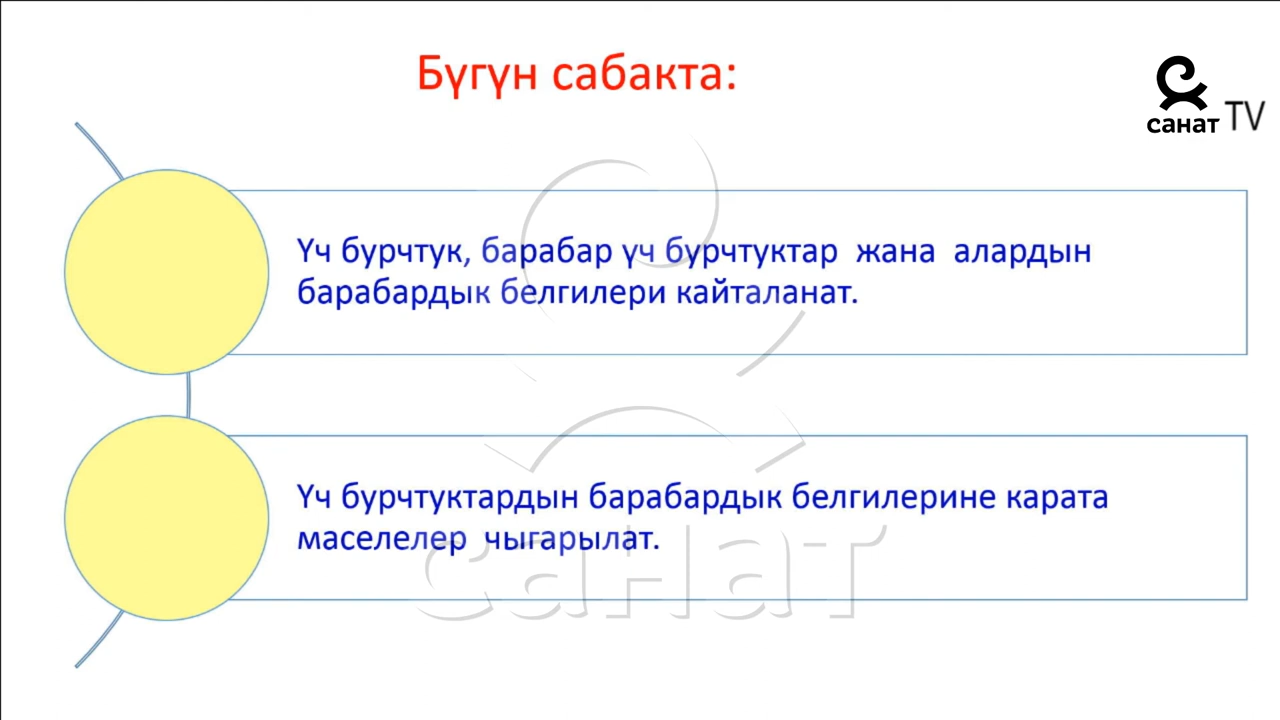 Бүгүн сабакта:
санат TV
Үч бурчтук, барабар үч бурчтуктар жана алардын
барабардык белгилери кайталанат.
Үч бурчтуктардын барабардык белгилерине карата
маселелер чыгарылат.
санат